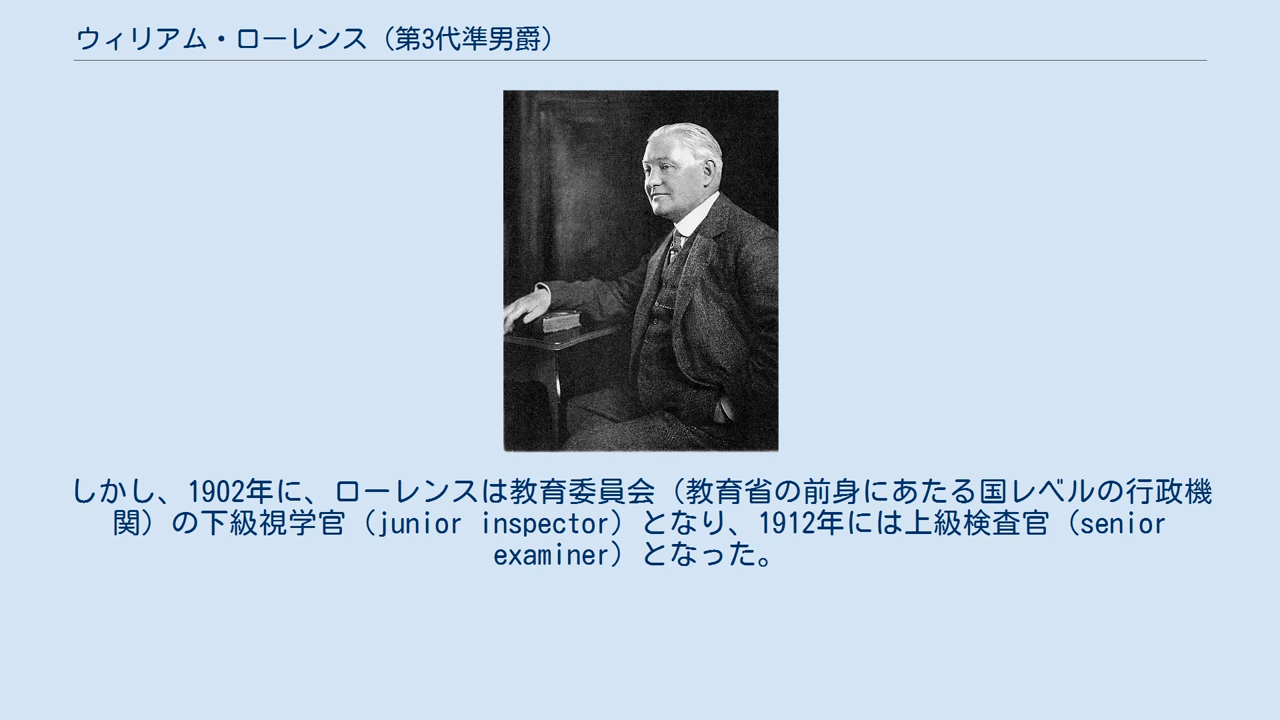 ウィリアム・ローレンス（第3代準男爵）
しかし、1902年に、ローレンスは教育委員会（教育省の前身にあたる国レベルの行政機
関）の下級視学官（junior inspector）となり、1912年には上級検査官（senior
examiner）となった。